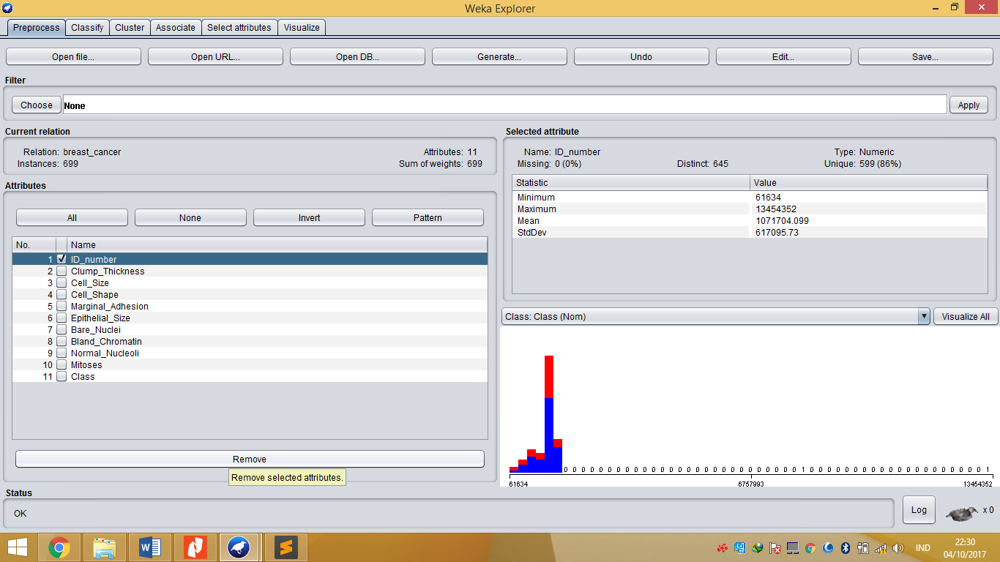 Weka Explorer
Preprocess Classify Cluster Associate Select attributes Visualize
Open file... Open URL... Open DB... Generate... Undo Edit... Save...
Filter
Choose None Apply
Current relation
Relation: breast_cancer Attributes: 11
Instances: 699 Sum of weights: 699
Attributes
All None Invert Pattern
No. Name
1 ID_number
2 Clump_Thickness
3 Cell_Size
4 Cell_Shape
5 Marginal_Adhesion
6 Epithelial_Size
7 Bare_Nuclei
8 Bland_Chromatin
9 Normal_Nucleoli
10 Mitoses
11 Class
Remove
Remove selected attributes.
Selected attribute
Name: ID_number Type: Numeric
Missing: 0 (0%) Distinct: 645 Unique: 599 (86%)
Statistic Value
Minimum 61634
Maximum 13454352
Mean 1071704.099
StdDev 617095.73
Class: Class (Nom) Visualize All
0 0 0 0 0 0 0 0 0 0 0 0 0 0 0 0 0 0 0 0 0 0 0 0 0 0 0 1 0 0 0 0 0 0 0 0 0 0 0 0 0 0 0 0 0 0 0 0 1
61634 6757993 13454352
Status
OK
Log x 0
IND
22:30
04/10/2017